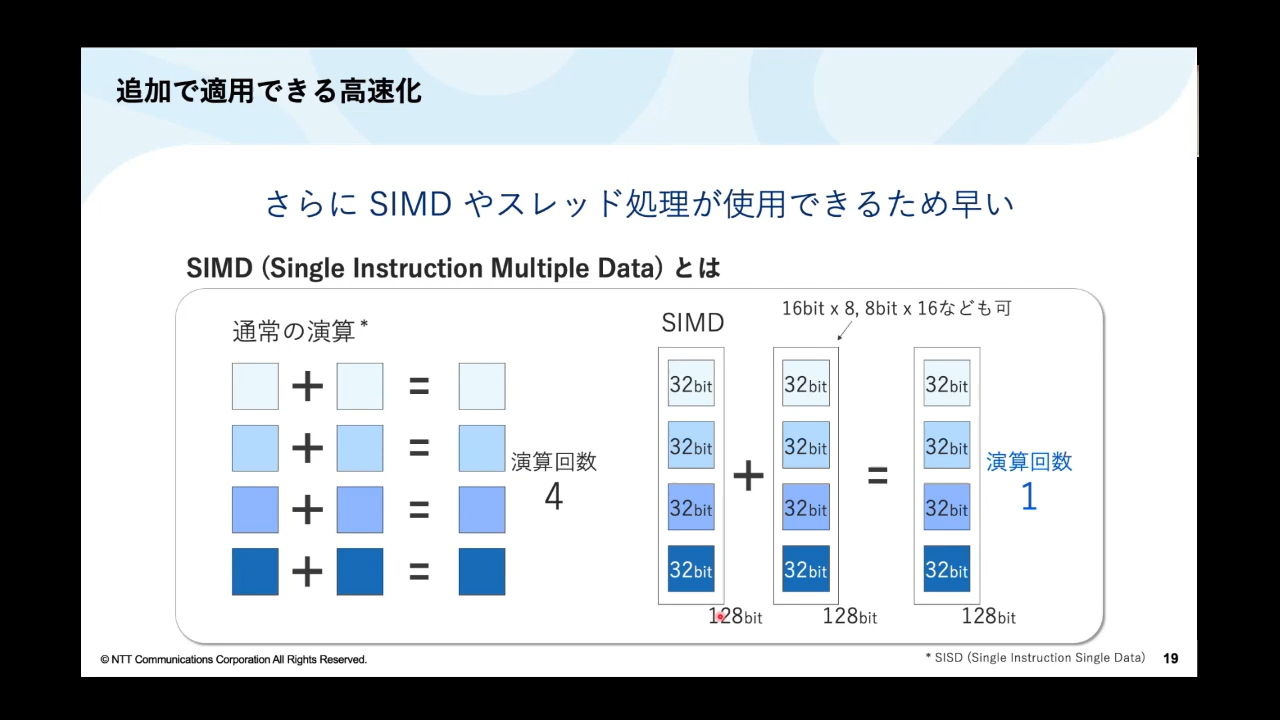 追加で適用できる高速化
さらに SIMD やスレッド処理が使用できるため早い
SIMD (Single Instruction Multiple Data) とは
通常の演算 *
+ =
+ =
+ =
+ =
演算回数
4
SIMD
16bit x 8, 8bit x 16なども可
32bit 32bit 32bit
32bit 32bit 32bit
+ =
32bit 32bit 32bit
32bit 32bit 32bit
128bit 128bit 128bit
演算回数
1
© NTT Communications Corporation All Rights Reserved.
* SISD (Single Instruction Single Data)
19